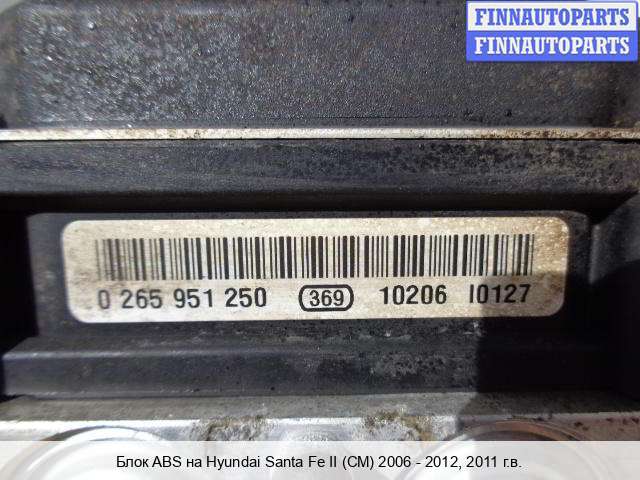 FINNAUTOPARTS
FINNAUTOPARTS
0 265 951 250 369 10206 I0127
Блок ABS на Hyundai Santa Fe II (CM) 2006 - 2012, 2011 г.в.